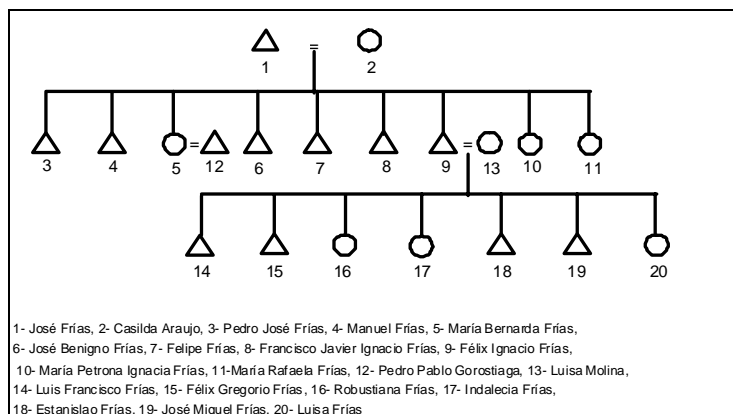 =
1 2
= =
3 4 5 12 6 7 8 9 13 10 11
14 15 16 17 18 19 20
1- José Frías, 2- Casilda Araujo, 3- Pedro José Frías, 4- Manuel Frías, 5- María Bernarda Frías,
6- José Benigno Frías, 7- Felipe Frías, 8- Francisco Javier Ignacio Frías, 9- Félix Ignacio Frías,
10- María Petrona Ignacia Frías, 11-María Rafaela Frías, 12- Pedro Pablo Gorostiaga, 13- Luisa Molina,
14- Luis Francisco Frías, 15- Félix Gregorio Frías, 16- Robustiana Frías, 17- Indalecia Frías,
18- Estanislao Frías, 19- José Miguel Frías, 20- Luisa Frías